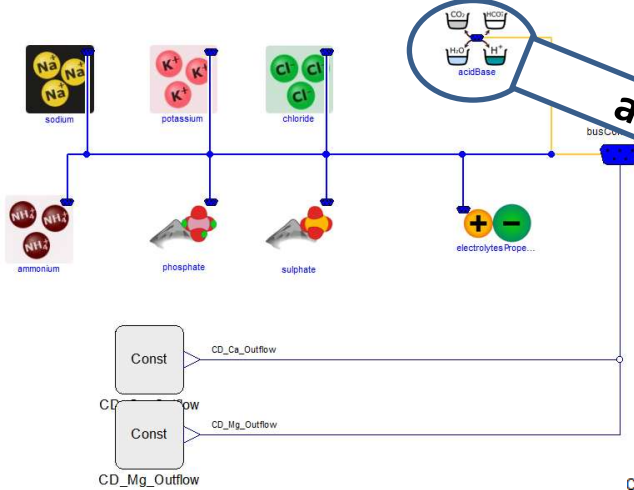 CO₂ HCO₃⁻
H₂O H⁺
acidBase
Na⁺ Na⁺ Na⁺
sodium
K⁺ K⁺ K⁺
potassium
Cl⁻ Cl⁻ Cl⁻
chloride
a
busCo
NH₄⁺ NH₄⁺ NH₄⁺
ammonium
phosphate
sulphate
+ −
electrolytesPrope...
Const
CD_Ca_Outflow
Const
CD_Mg_Outflow
CD_Mg_Outflow